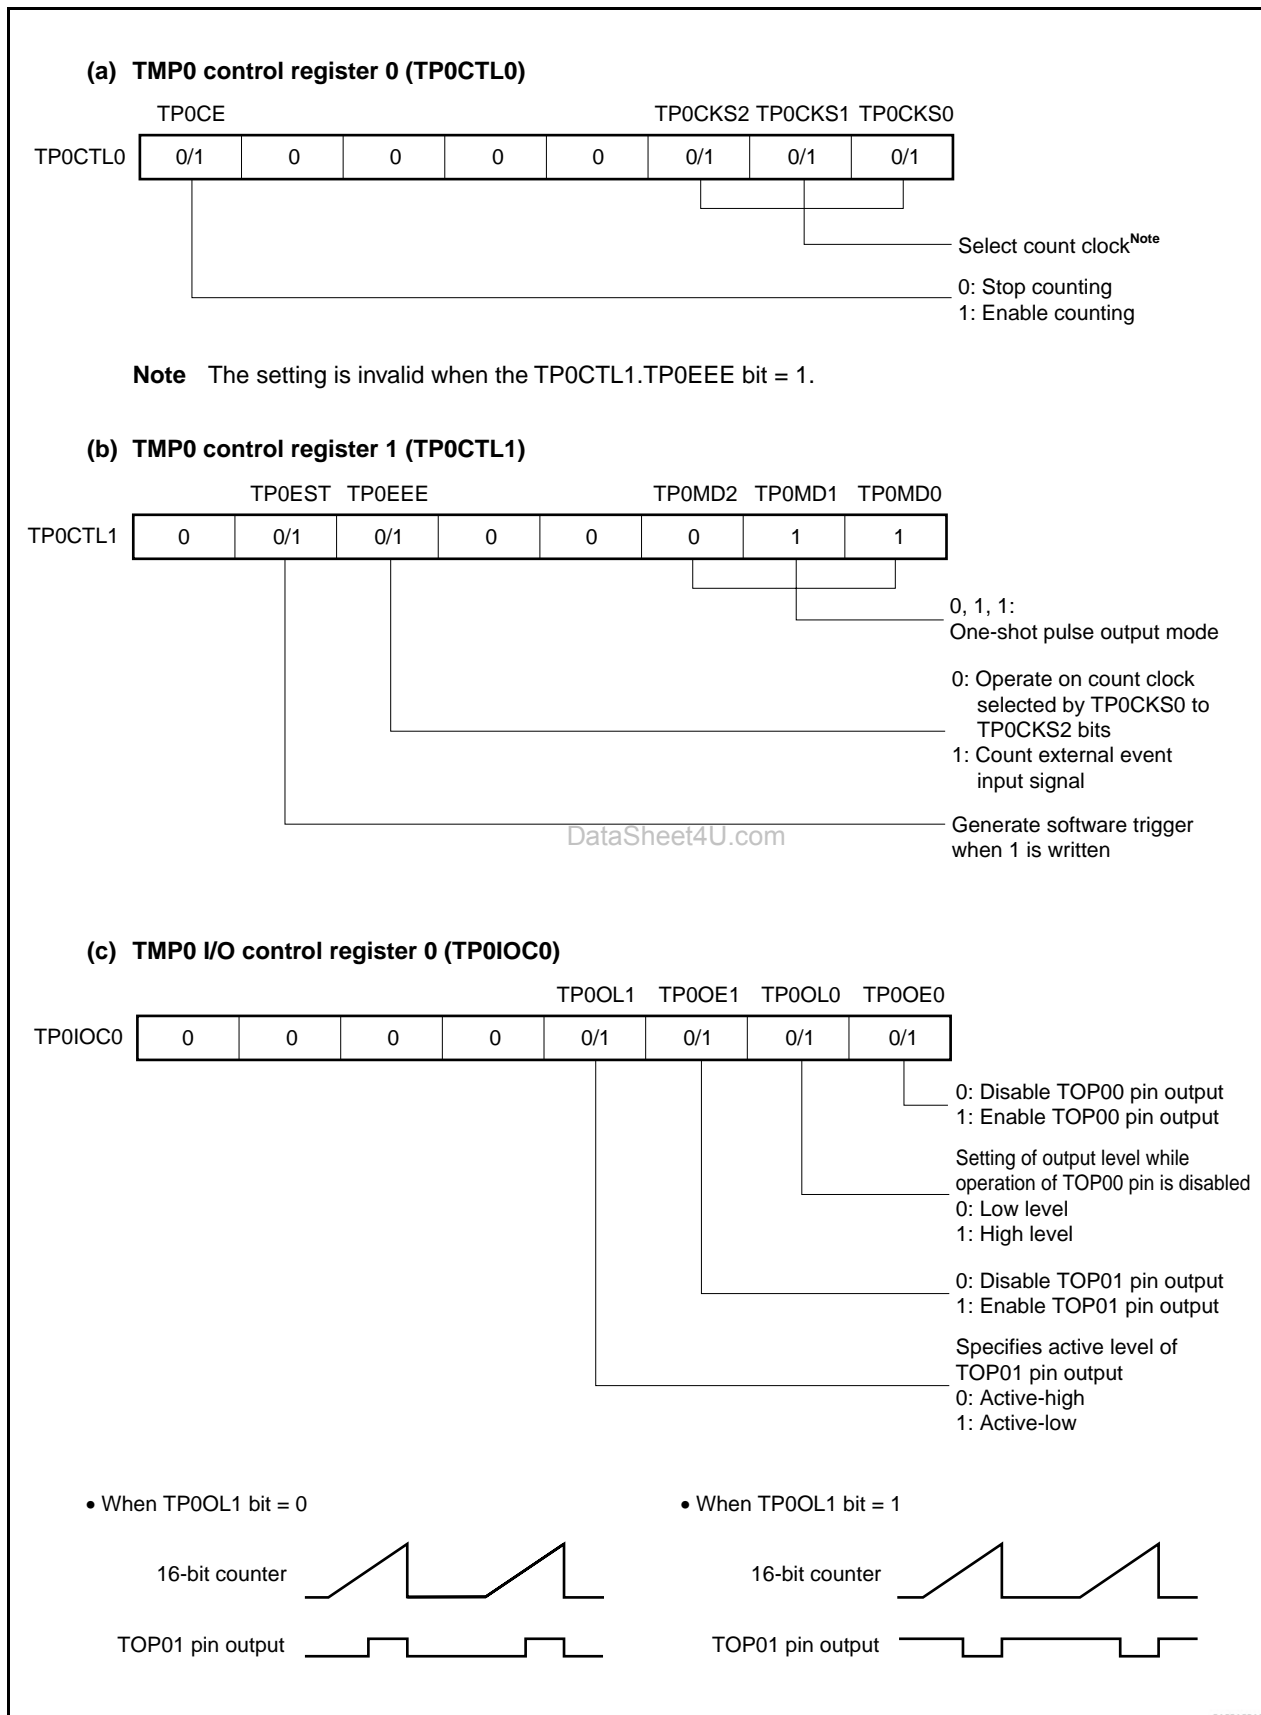 (a) TMP0 control register 0 (TP0CTL0)
TP0CE TP0CKS2 TP0CKS1 TP0CKS0
TP0CTL0 0/1 0 0 0 0 0/1 0/1 0/1
Select count clockNote
0: Stop counting
1: Enable counting
Note The setting is invalid when the TP0CTL1.TP0EEE bit = 1.
(b) TMP0 control register 1 (TP0CTL1)
TP0EST TP0EEE TP0MD2 TP0MD1 TP0MD0
TP0CTL1 0 0/1 0/1 0 0 0 1 1
0, 1, 1:
One-shot pulse output mode
0: Operate on count clock
selected by TP0CKS0 to
TP0CKS2 bits
1: Count external event
input signal
Generate software trigger
when 1 is written
DataSheet4U.com
(c) TMP0 I/O control register 0 (TP0IOC0)
TP0OL1 TP0OE1 TP0OL0 TP0OE0
TP0IOC0 0 0 0 0 0/1 0/1 0/1 0/1
0: Disable TOP00 pin output
1: Enable TOP00 pin output
Setting of output level while
operation of TOP00 pin is disabled
0: Low level
1: High level
0: Disable TOP01 pin output
1: Enable TOP01 pin output
Specifies active level of
TOP01 pin output
0: Active-high
1: Active-low
• When TP0OL1 bit = 0
16-bit counter
TOP01 pin output
• When TP0OL1 bit = 1
16-bit counter
TOP01 pin output